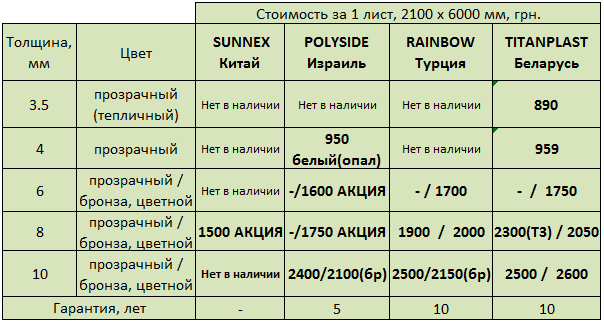 Стоимость за 1 лист, 2100 x 6000 мм, грн.
Толщина, мм Цвет SUNNEX Китай POLYSIDE Израиль RAINBOW Турция TITANPLAST Беларусь
3.5 прозрачный (тепличный) Нет в наличии Нет в наличии Нет в наличии 890
4 прозрачный Нет в наличии 950 белый(опал) Нет в наличии 959
6 прозрачный / бронза, цветной Нет в наличии -/1600 АКЦИЯ - / 1700 - / 1750
8 прозрачный / бронза, цветной 1500 АКЦИЯ -/1750 АКЦИЯ 1900 / 2000 2300(ТЗ) / 2050
10 прозрачный / бронза, цветной Нет в наличии 2400/2100(бр) 2500/2150(бр) 2500 / 2600
Гарантия, лет - 5 10 10